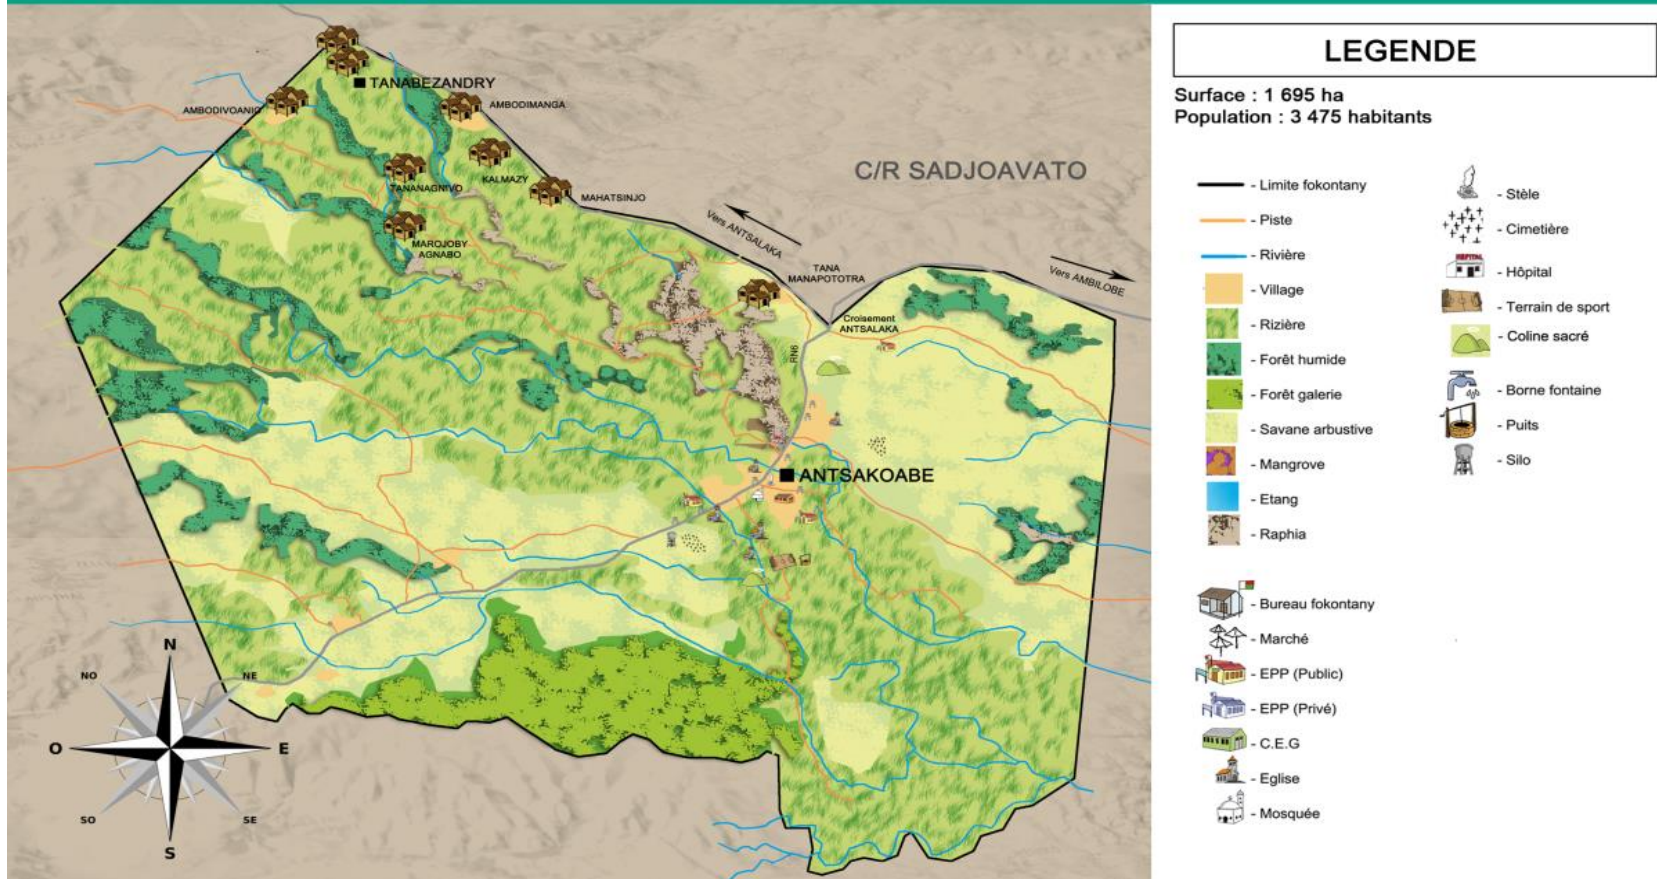 TANABEZANDRY
AMBODIVOANIO
AMBODIMANGA
KALMAZY
TANANAGNIVO
MAHATSINJO
MAROJOBY
AGNABO
C/R SADJOAVATO
Vers ANTSALAKA
TANA
MANAPOTOTRA
Vers AMBILOBE
Croisement
ANTSALAKA
RN6
ANTSAKOABE
N
NO
NE
O
E
SO
SE
S
LEGENDE
Surface : 1 695 ha
Population : 3 475 habitants
- Limite fokontany
- Piste
- Rivière
- Village
- Rizière
- Forêt humide
- Forêt galerie
- Savane arbustive
- Mangrove
- Etang
- Raphia
- Bureau fokontany
- Marché
- EPP (Public)
- EPP (Privé)
- C.E.G
- Eglise
- Mosquée
- Stèle
- Cimetière
HOPITAL
- Hôpital
- Terrain de sport
- Coline sacré
- Borne fontaine
- Puits
- Silo